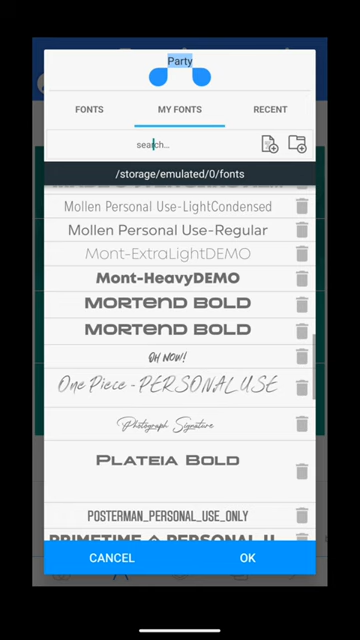 Party
FONTS
MY FONTS
RECENT
search...
/storage/emulated/0/fonts
Mollen Personal Use-LightCondensed
Mollen Personal Use-Regular
Mont-ExtraLightDEMO
Mont-HeavyDEMO
MORTEND BOLD
MORTEND BOLD
OH NOW!
One Piece - PERSONAL USE
Photograph Signature
PLATEIA BOLD
POSTERMAN_PERSONAL_USE_ONLY
CANCEL
OK